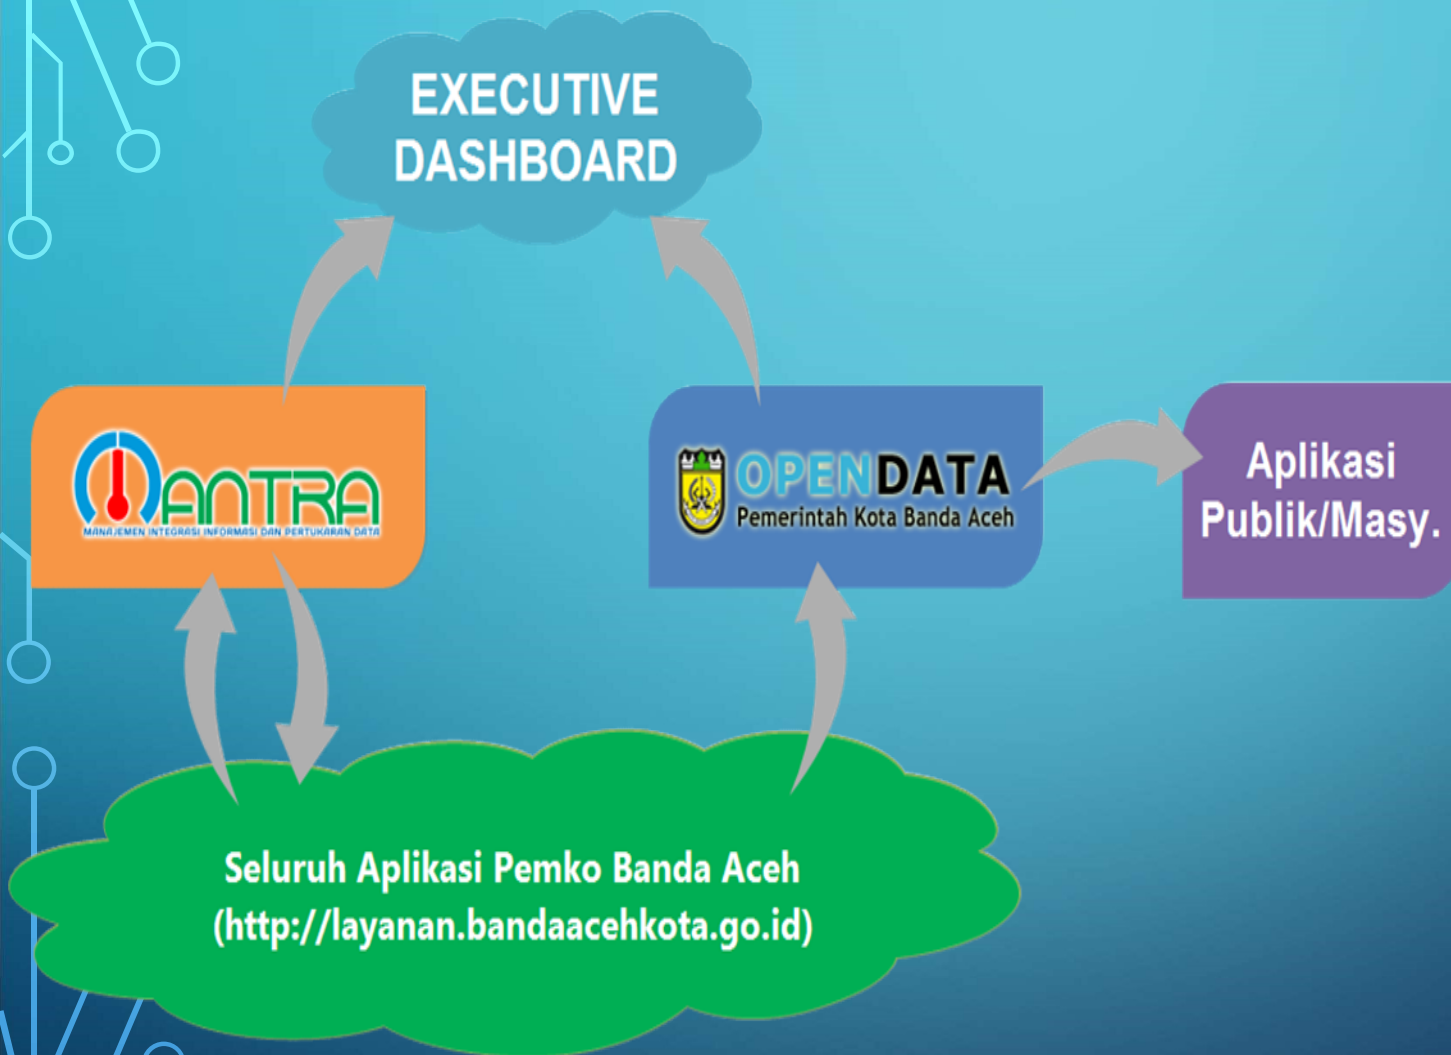 EXECUTIVE
DASHBOARD
MANTRA
MANAJEMEN INTEGRASI INFORMASI DAN PERTUKARAN DATA
OPENDATA
Pemerintah Kota Banda Aceh
Aplikasi
Publik/Masy.
Seluruh Aplikasi Pemko Banda Aceh
(http://layanan.bandaacehkota.go.id)